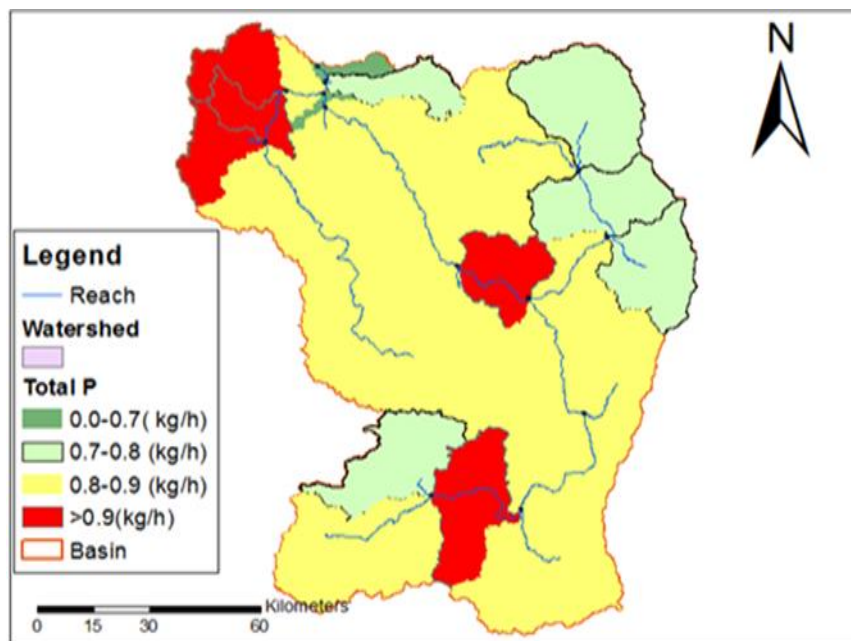 N
Legend
Reach
Watershed
Total P
0.0-0.7( kg/h)
0.7-0.8 (kg/h)
0.8-0.9 (kg/h)
>0.9(kg/h)
Basin
Kilometers
0 15 30 60